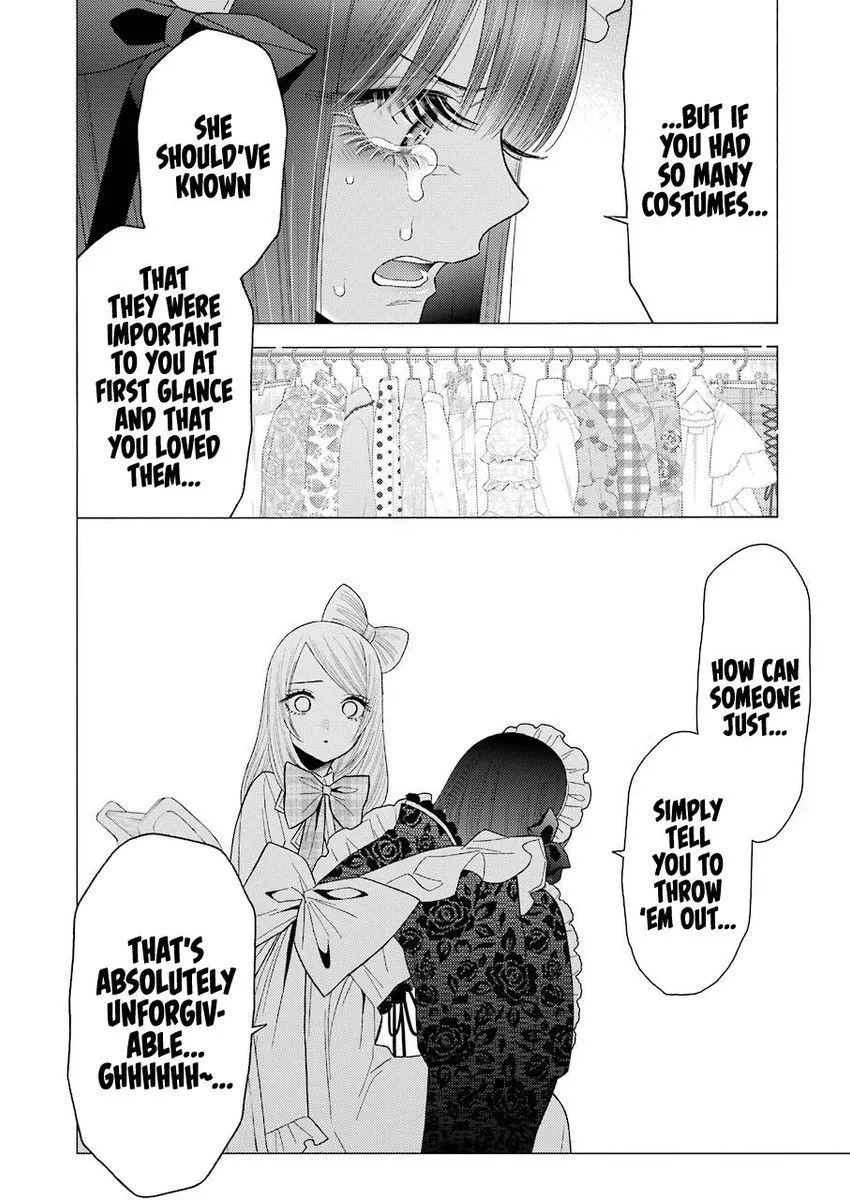 ...BUT IF
YOU HAD
SO MANY
COSTUMES...
SHE
SHOULD'VE
KNOWN
THAT
THEY WERE
IMPORTANT
TO YOU AT
FIRST GLANCE
AND THAT
YOU LOVED
THEM...
HOW CAN
SOMEONE
JUST...
SIMPLY
TELL
YOU TO
THROW
'EM OUT...
THAT'S
ABSOLUTELY
UNFORGIV-
ABLE...
GHHHHHH~...